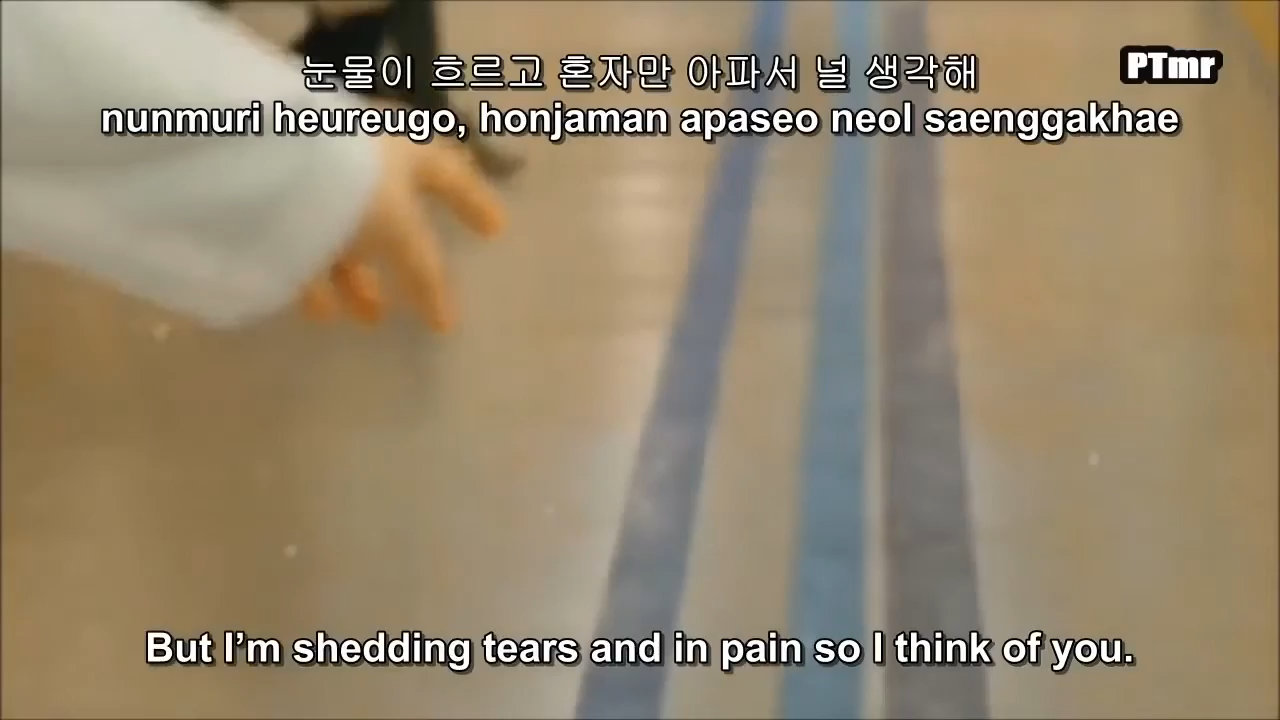 눈물이 흐르고 혼자만 아파서 널 생각해
PTmr
nunmuri heureugo, honjaman apaseo neol saenggakhae
But I'm shedding tears and in pain so I think of you.